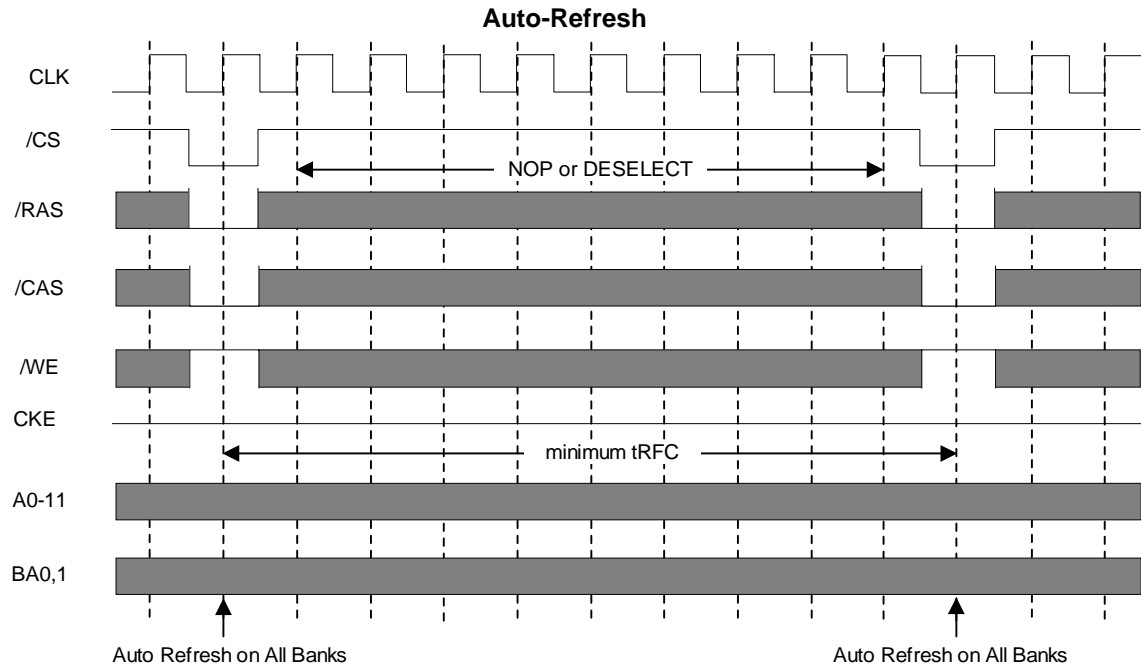 Auto-Refresh
CLK
/CS
NOP or DESELECT
/RAS
/CAS
/WE
CKE
minimum tRFC
A0-11
BA0,1
Auto Refresh on All Banks
Auto Refresh on All Banks